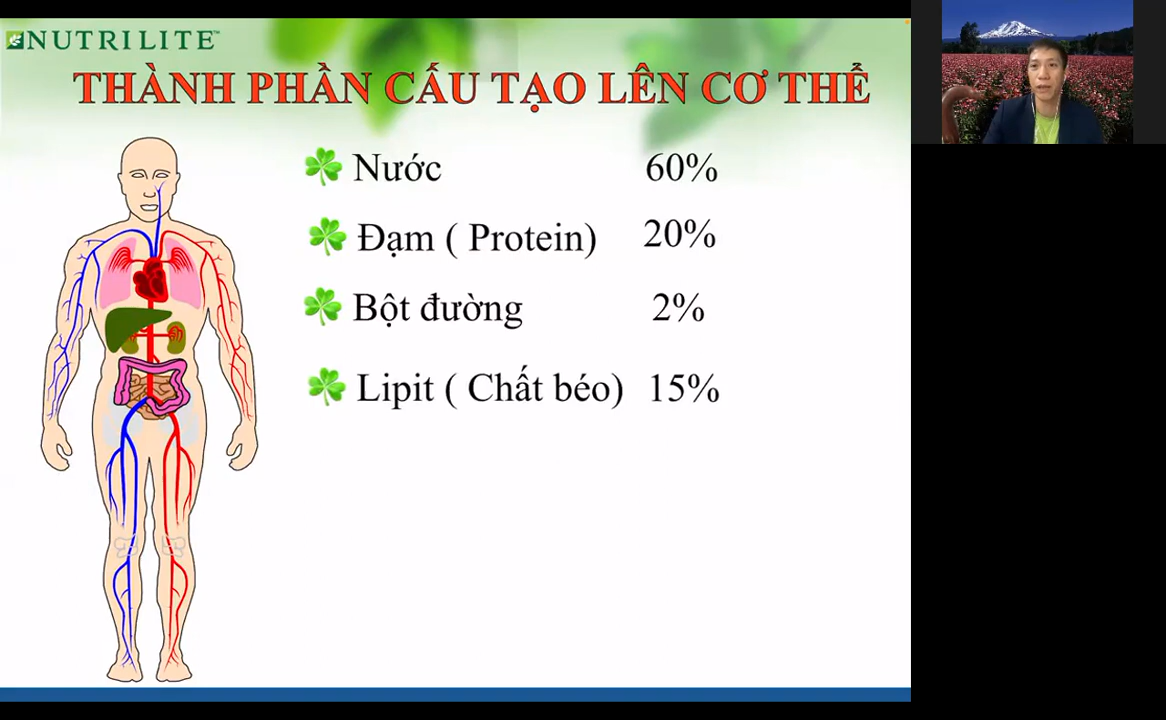 NUTRILITE™
THÀNH PHẦN CẤU TẠO LÊN CƠ THỂ
Nước 60%
Đạm ( Protein) 20%
Bột đường 2%
Lipit ( Chất béo) 15%